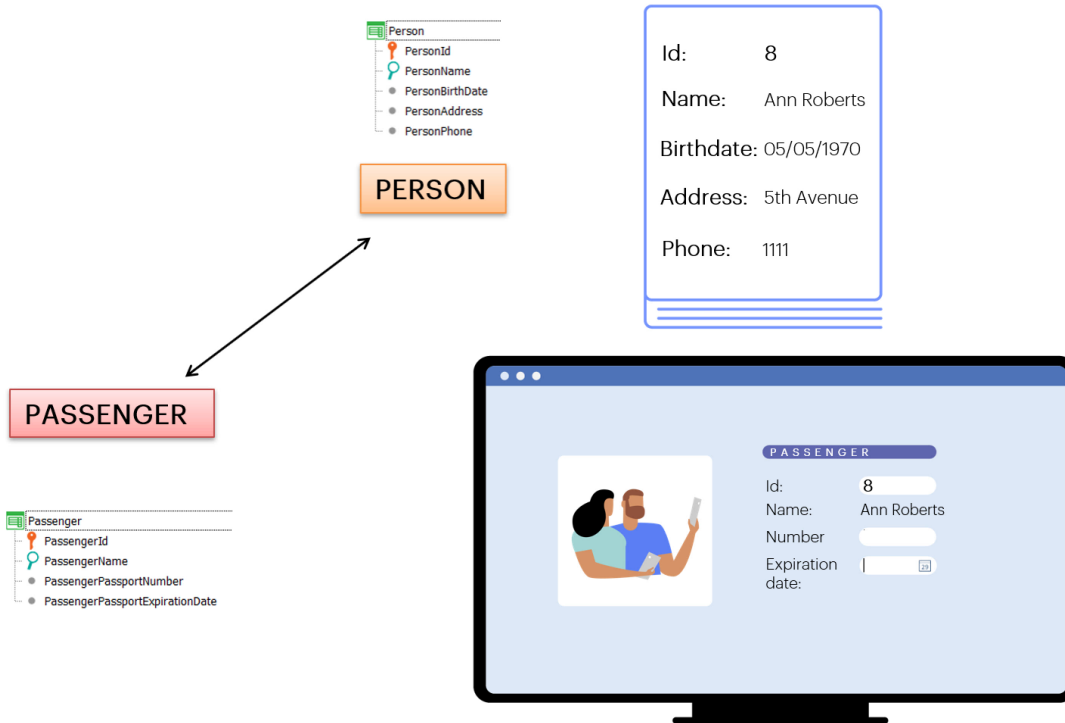 Person
PersonId
PersonName
PersonBirthDate
PersonAddress
PersonPhone
PERSON
Id: 8
Name: Ann Roberts
Birthdate: 05/05/1970
Address: 5th Avenue
Phone: 1111
PASSENGER
Passenger
PassengerId
PassengerName
PassengerPassportNumber
PassengerPassportExpirationDate
PASSENGER
Id: 8
Name: Ann Roberts
Number
Expiration
date:
29